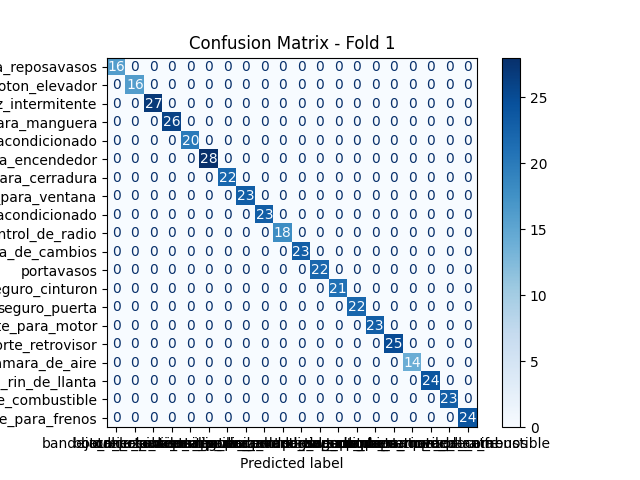 Confusion Matrix - Fold 1
a_reposavasos 16 0 0 0 0 0 0 0 0 0 0 0 0 0 0 0 0 0 0 0
oton_elevador 0 16 0 0 0 0 0 0 0 0 0 0 0 0 0 0 0 0 0 0
z_intermitente 0 0 27 0 0 0 0 0 0 0 0 0 0 0 0 0 0 0 0 0
ara_manguera 0 0 0 26 0 0 0 0 0 0 0 0 0 0 0 0 0 0 0 0
acondicionado 0 0 0 0 20 0 0 0 0 0 0 0 0 0 0 0 0 0 0 0
a_encendedor 0 0 0 0 0 28 0 0 0 0 0 0 0 0 0 0 0 0 0 0
ara_cerradura 0 0 0 0 0 0 22 0 0 0 0 0 0 0 0 0 0 0 0 0
para_ventana 0 0 0 0 0 0 0 23 0 0 0 0 0 0 0 0 0 0 0 0
acondicionado 0 0 0 0 0 0 0 0 23 0 0 0 0 0 0 0 0 0 0 0
ntrol_de_radio 0 0 0 0 0 0 0 0 0 18 0 0 0 0 0 0 0 0 0 0
a_de_cambios 0 0 0 0 0 0 0 0 0 0 23 0 0 0 0 0 0 0 0 0
portavasos 0 0 0 0 0 0 0 0 0 0 0 22 0 0 0 0 0 0 0 0
eguro_cinturon 0 0 0 0 0 0 0 0 0 0 0 0 21 0 0 0 0 0 0 0
seguro_puerta 0 0 0 0 0 0 0 0 0 0 0 0 0 22 0 0 0 0 0 0
te_para_motor 0 0 0 0 0 0 0 0 0 0 0 0 0 0 23 0 0 0 0 0
orte_retrovisor 0 0 0 0 0 0 0 0 0 0 0 0 0 0 0 25 0 0 0 0
amara_de_aire 0 0 0 0 0 0 0 0 0 0 0 0 0 0 0 0 14 0 0 0
_rin_de_llanta 0 0 0 0 0 0 0 0 0 0 0 0 0 0 0 0 0 24 0 0
e_combustible 0 0 0 0 0 0 0 0 0 0 0 0 0 0 0 0 0 0 23 0
e_para_frenos 0 0 0 0 0 0 0 0 0 0 0 0 0 0 0 0 0 0 0 24
Predicted label
25
20
15
10
5
0